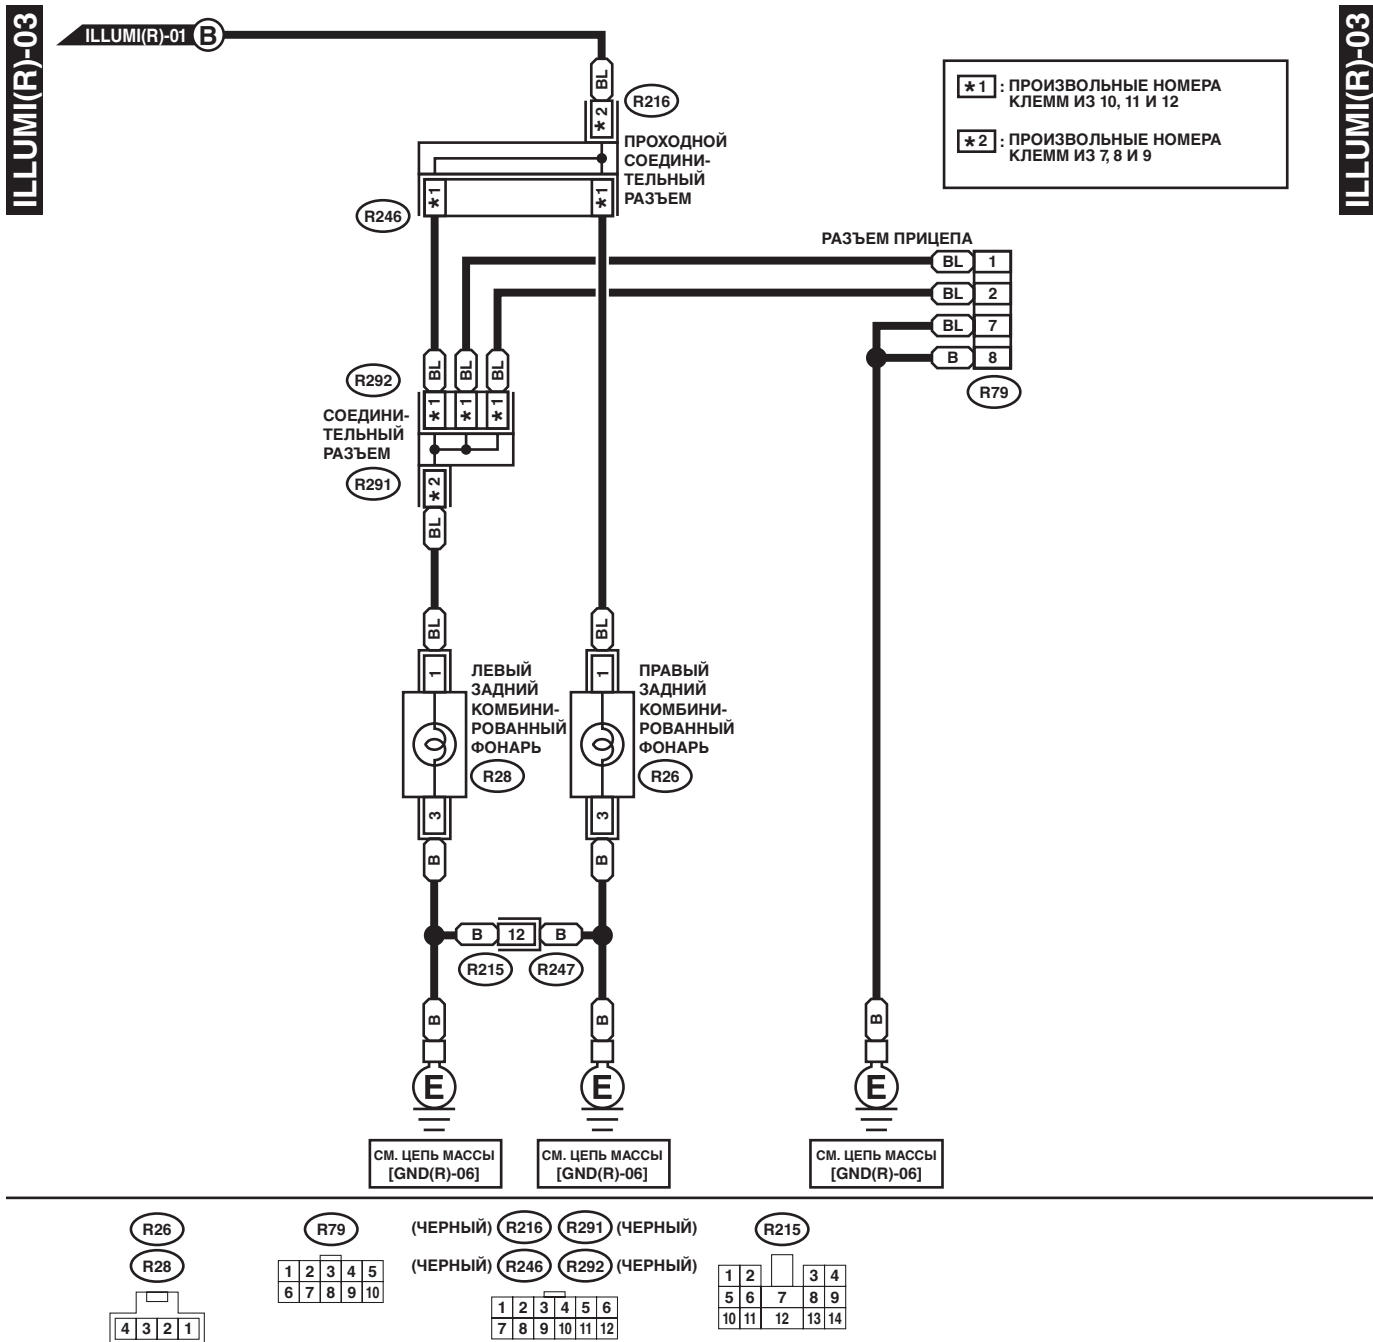 ILLUMI(R)-03
ILLUMI(R)-03
ILLUMI(R)-01 B
BL
R216
*2
ПРОХОДНОЙ
СОЕДИНИ-
ТЕЛЬНЫЙ
РАЗЪЕМ
*1 *1
R246
*1 : ПРОИЗВОЛЬНЫЕ НОМЕРА
КЛЕММ ИЗ 10, 11 И 12
*2 : ПРОИЗВОЛЬНЫЕ НОМЕРА
КЛЕММ ИЗ 7, 8 И 9
РАЗЪЕМ ПРИЦЕПА
BL 1
BL 2
BL 7
B 8
R79
BL BL BL
R292
*1 *1 *1
СОЕДИНИ-
ТЕЛЬНЫЙ
РАЗЪЕМ
R291
*2
BL
BL BL
1 1
ЛЕВЫЙ
ЗАДНИЙ
КОМБИНИ-
РОВАННЫЙ
ФОНАРЬ
R28
ПРАВЫЙ
ЗАДНИЙ
КОМБИНИ-
РОВАННЫЙ
ФОНАРЬ
R26
3 3
B B
B 12 B
R215 R247
B B B
E E E
СМ. ЦЕПЬ МАССЫ
[GND(R)-06]
СМ. ЦЕПЬ МАССЫ
[GND(R)-06]
СМ. ЦЕПЬ МАССЫ
[GND(R)-06]
R26
R28
4 3 2 1
R79
1 2 3 4 5
6 7 8 9 10
(ЧЕРНЫЙ) R216 R291 (ЧЕРНЫЙ)
(ЧЕРНЫЙ) R246 R292 (ЧЕРНЫЙ)
1 2 3 4 5 6
7 8 9 10 11 12
R215
1 2 3 4
5 6 7 8 9
10 11 12 13 14